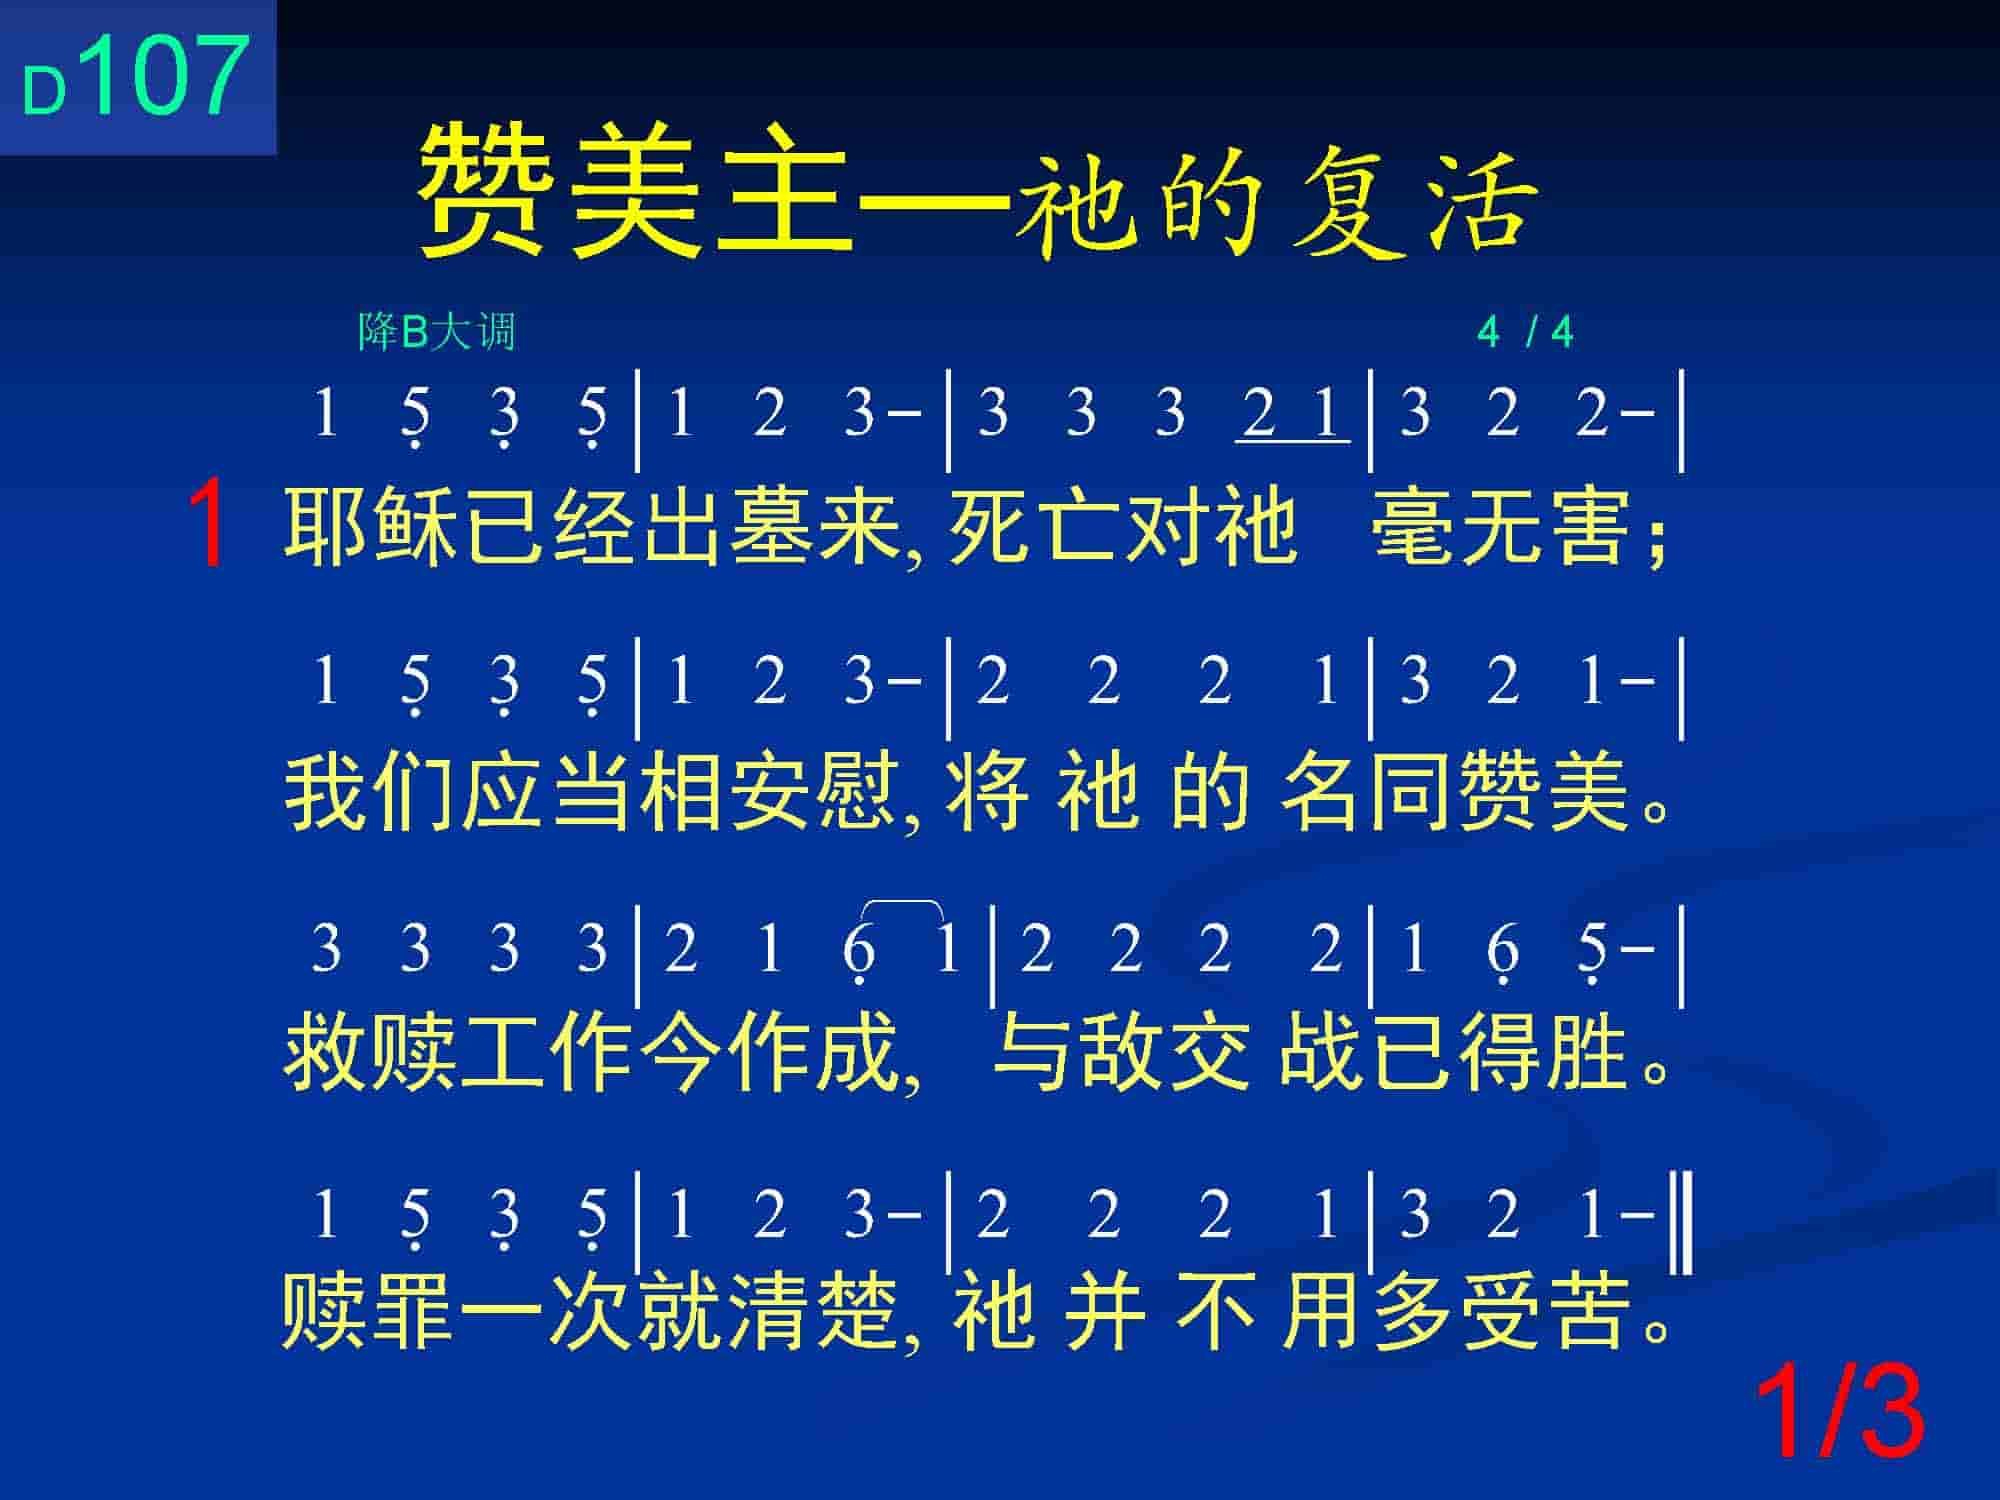 D107
赞美主—祂的复活
降B大调 4 / 4
1 5̣ 3̣ 5̣ | 1 2 3 – | 3 3 3 2 1 | 3 2 2 – |
1 耶稣已经出墓来, 死亡对祂 毫无害；
1 5̣ 3̣ 5̣ | 1 2 3 – | 2 2 2 1 | 3 2 1 – |
我们应当相安慰, 将祂的名同赞美。
3 3 3 3 | 2 1 6̣ 1 | 2 2 2 2 | 1 6̣ 5̣ – |
救赎工作今作成, 与敌交战已得胜。
1 5̣ 3̣ 5̣ | 1 2 3 – | 2 2 2 1 | 3 2 1 – ‖
赎罪一次就清楚, 祂并不用多受苦。
1/3